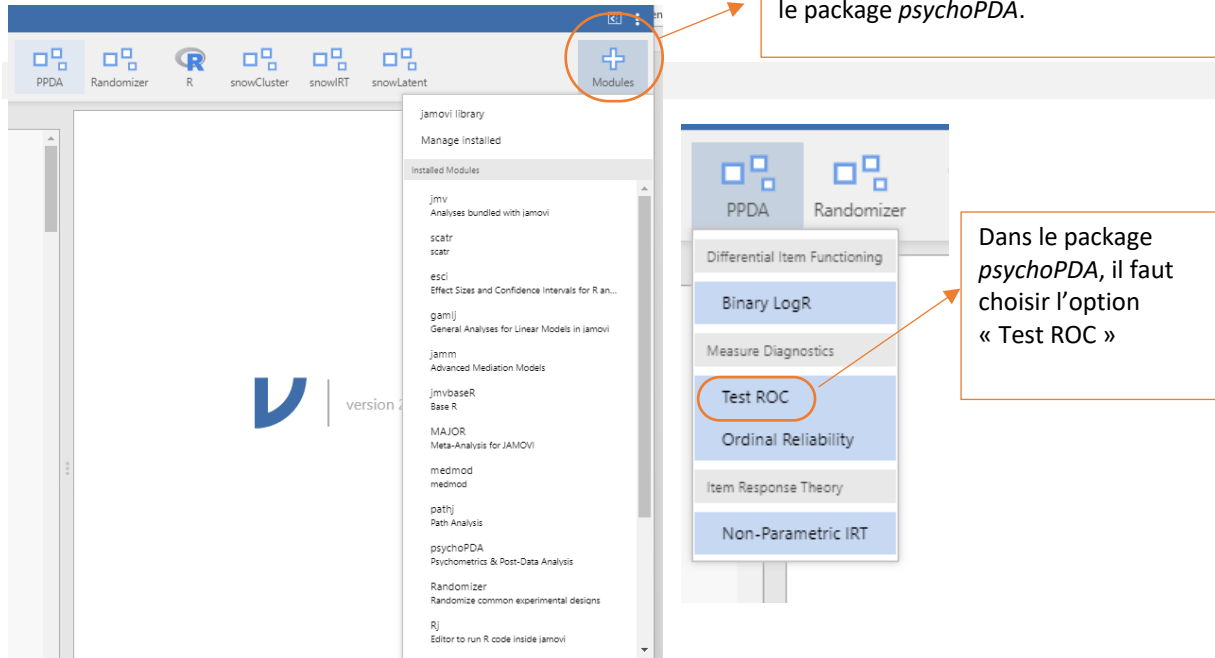 le package psychoPDA.
PPDA
Randomizer
R
snowCluster
snowIRT
snowLatent
Modules
jamovi library
Manage installed
Installed Modules
jmv
Analyses bundled with jamovi
scatr
scatr
esci
Effect Sizes and Confidence Intervals for R an...
gamlj
General Analyses for Linear Models in jamovi
jamm
Advanced Mediation Models
jmvbaseR
Base R
MAJOR
Meta-Analysis for JAMOVI
medmod
medmod
pathj
Path Analysis
psychoPDA
Psychometrics & Post-Data Analysis
Randomizer
Randomize common experimental designs
Rj
Editor to run R code inside jamovi
version 2
PPDA
Randomizer
Differential Item Functioning
Binary LogR
Measure Diagnostics
Test ROC
Ordinal Reliability
Item Response Theory
Non-Parametric IRT
Dans le package
psychoPDA, il faut
choisir l'option
« Test ROC »